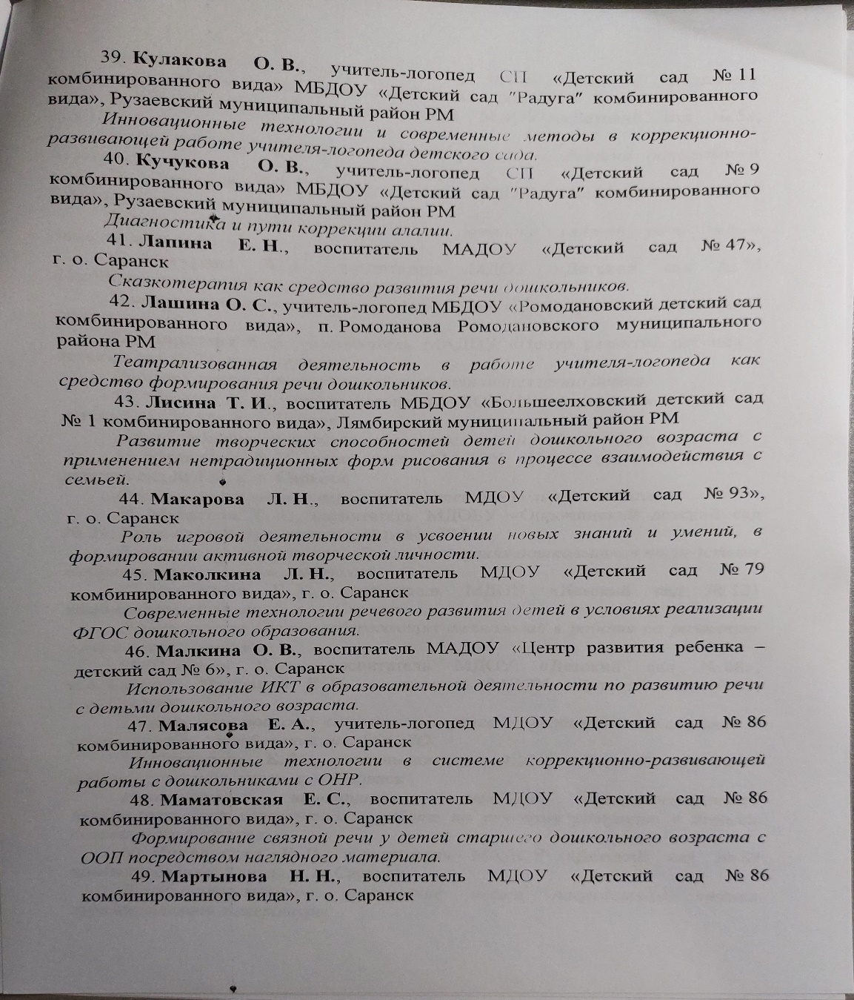 39. Кулакова О. В., учитель-логопед СП «Детский сад № 11
комбинированного вида» МБДОУ «Детский сад "Радуга" комбинированного
вида», Рузаевский муниципальный район РМ
Инновационные технологии и современные методы в коррекционно-
развивающей работе учителя-логопеда детского сада.
40. Кучукова О. В., учитель-логопед СП «Детский сад № 9
комбинированного вида» МБДОУ «Детский сад "Радуга" комбинированного
вида», Рузаевский муниципальный район РМ
Диагностика и пути коррекции алалии.
41. Лапина Е. Н., воспитатель МАДОУ «Детский сад № 47»,
г. о. Саранск
Сказкотерапия как средство развития речи дошкольников.
42. Лашина О. С., учитель-логопед МБДОУ «Ромодановский детский сад
комбинированного вида», п. Ромоданова Ромодановского муниципального
района РМ
Театрализованная деятельность в работе учителя-логопеда как
средство формирования речи дошкольников.
43. Лисина Т. И., воспитатель МБДОУ «Большеелховский детский сад
№ 1 комбинированного вида», Лямбирский муниципальный район РМ
Развитие творческих способностей детей дошкольного возраста с
применением нетрадиционных форм рисования в процессе взаимодействия с
семьей.
44. Макарова Л. Н., воспитатель МДОУ «Детский сад № 93»,
г. о. Саранск
Роль игровой деятельности в усвоении новых знаний и умений, в
формировании активной творческой личности.
45. Маколкина Л. Н., воспитатель МДОУ «Детский сад № 79
комбинированного вида», г. о. Саранск
Современные технологии речевого развития детей в условиях реализации
ФГОС дошкольного образования.
46. Малкина О. В., воспитатель МАДОУ «Центр развития ребенка –
детский сад № 6», г. о. Саранск
Использование ИКТ в образовательной деятельности по развитию речи
с детьми дошкольного возраста.
47. Малясова Е. А., учитель-логопед МДОУ «Детский сад № 86
комбинированного вида», г. о. Саранск
Инновационные технологии в системе коррекционно-развивающей
работы с дошкольниками с ОНР.
48. Маматовская Е. С., воспитатель МДОУ «Детский сад № 86
комбинированного вида», г. о. Саранск
Формирование связной речи у детей старшего дошкольного возраста с
ООП посредством наглядного материала.
49. Мартынова Н. Н., воспитатель МДОУ «Детский сад № 86
комбинированного вида», г. о. Саранск